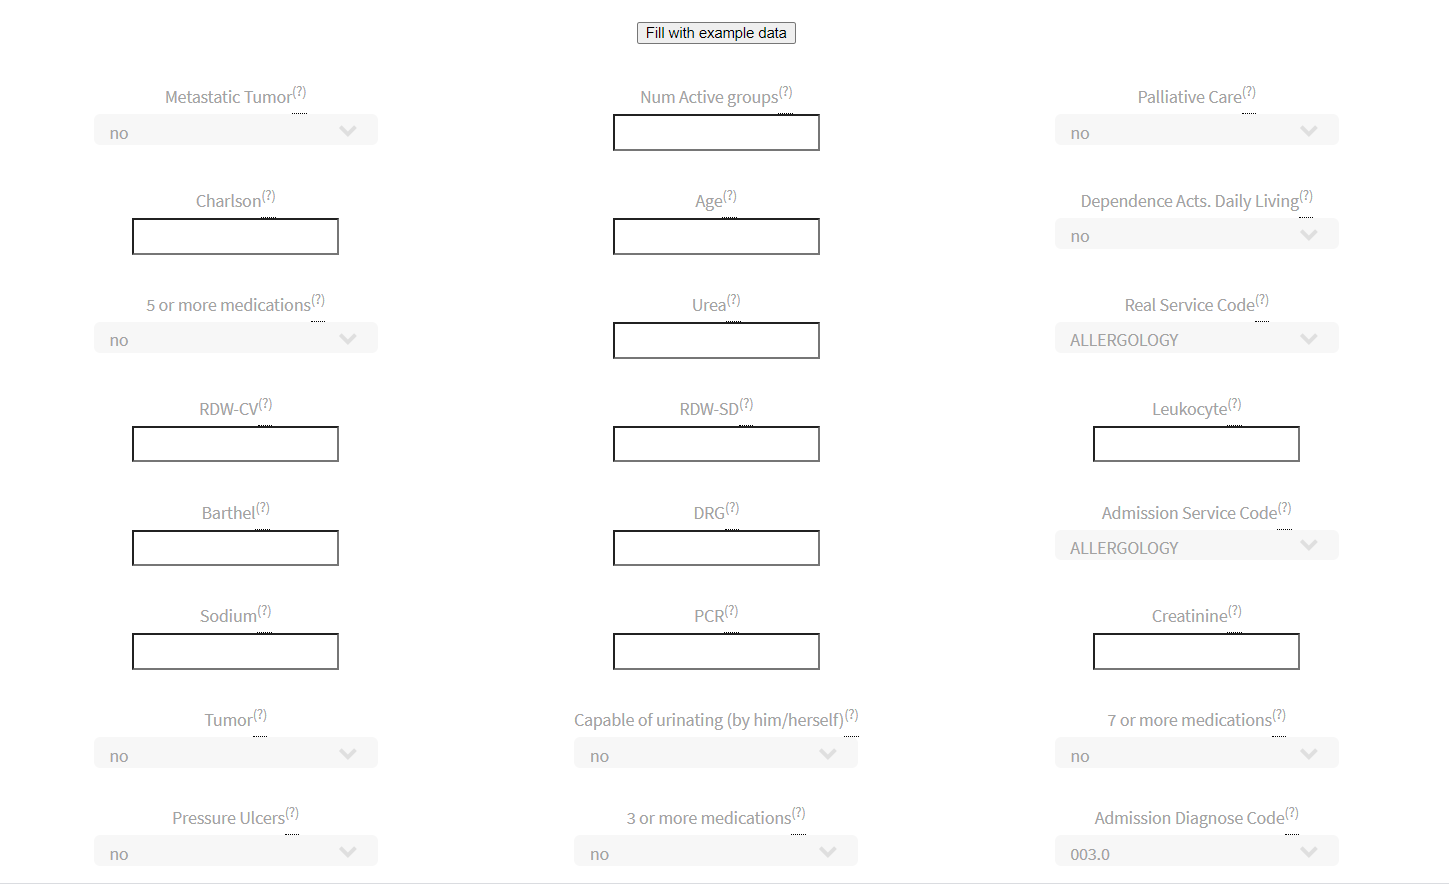 Fill with example data
Metastatic Tumor(?) Num Active groups(?) Palliative Care(?)
no no
Charlson(?) Age(?) Dependence Acts. Daily Living(?)
no
5 or more medications(?) Urea(?) Real Service Code(?)
no ALLERGOLOGY
RDW-CV(?) RDW-SD(?) Leukocyte(?)
Barthel(?) DRG(?) Admission Service Code(?)
ALLERGOLOGY
Sodium(?) PCR(?) Creatinine(?)
Tumor(?) Capable of urinating (by him/herself)(?) 7 or more medications(?)
no no no
Pressure Ulcers(?) 3 or more medications(?) Admission Diagnose Code(?)
no no 003.0